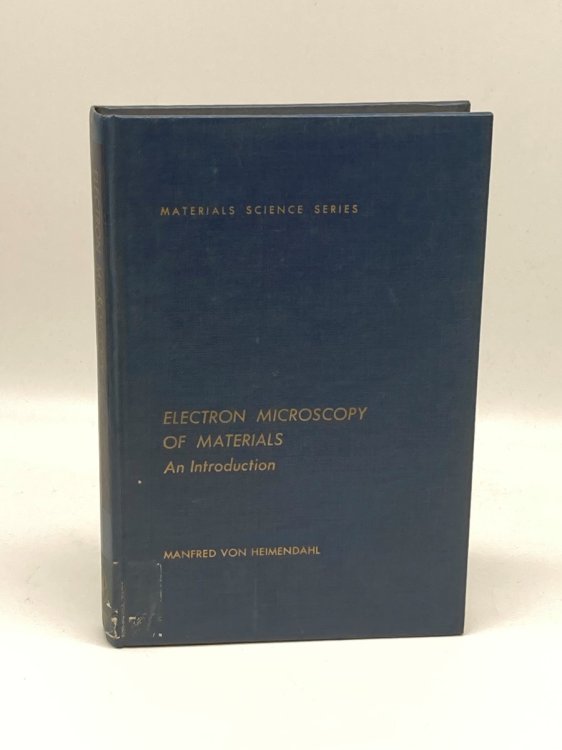 MATERIALS SCIENCE SERIES
ELECTRON MICROSCOPY
OF MATERIALS
An Introduction
MANFRED VON HEIMENDAHL